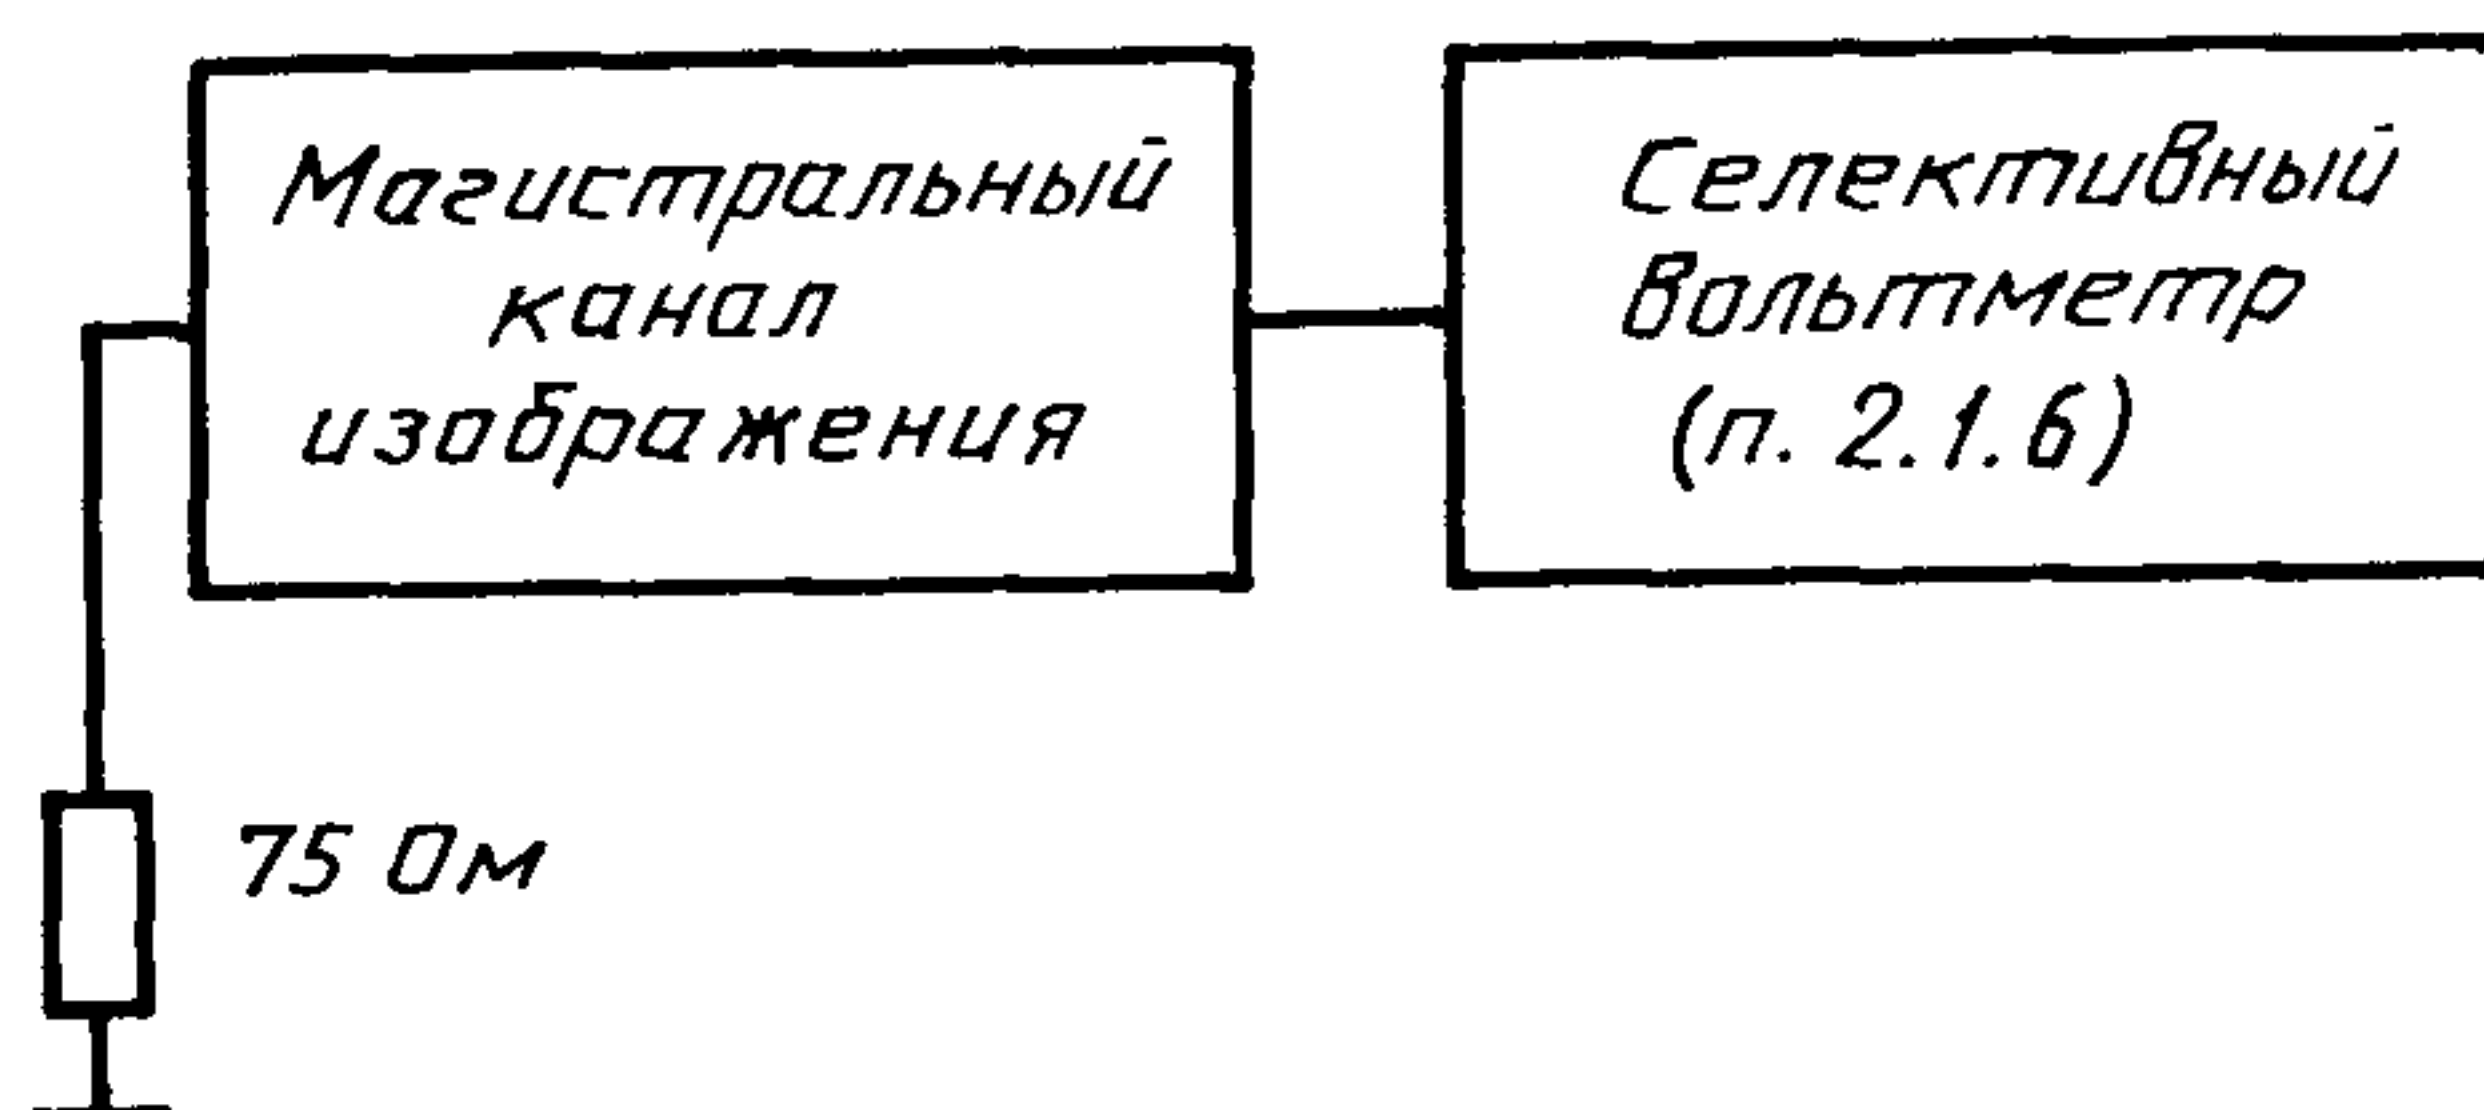 Магистральный
канал
изображения
Селективный
вольтметр
(п. 2.1.6)
75 Ом